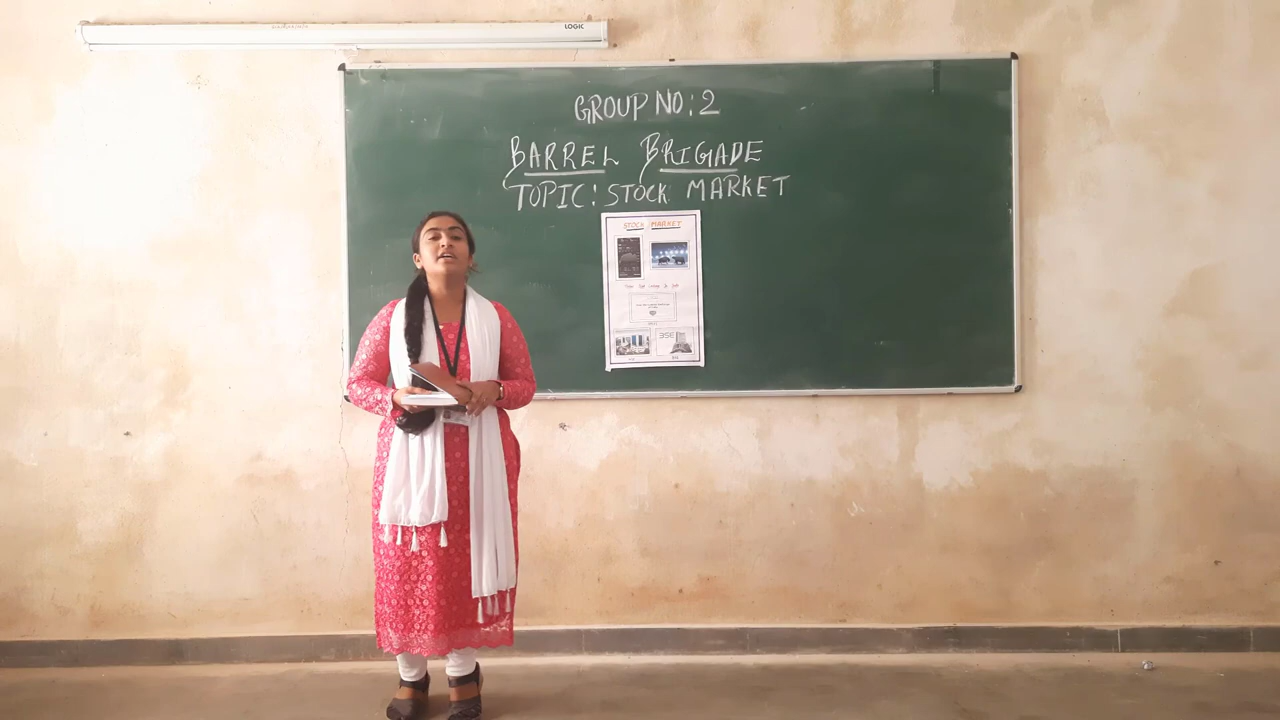 LOGIC
GROUP NO: 2
BARREL BRIGADE
TOPIC: STOCK MARKET
STOCK MARKET
BSE